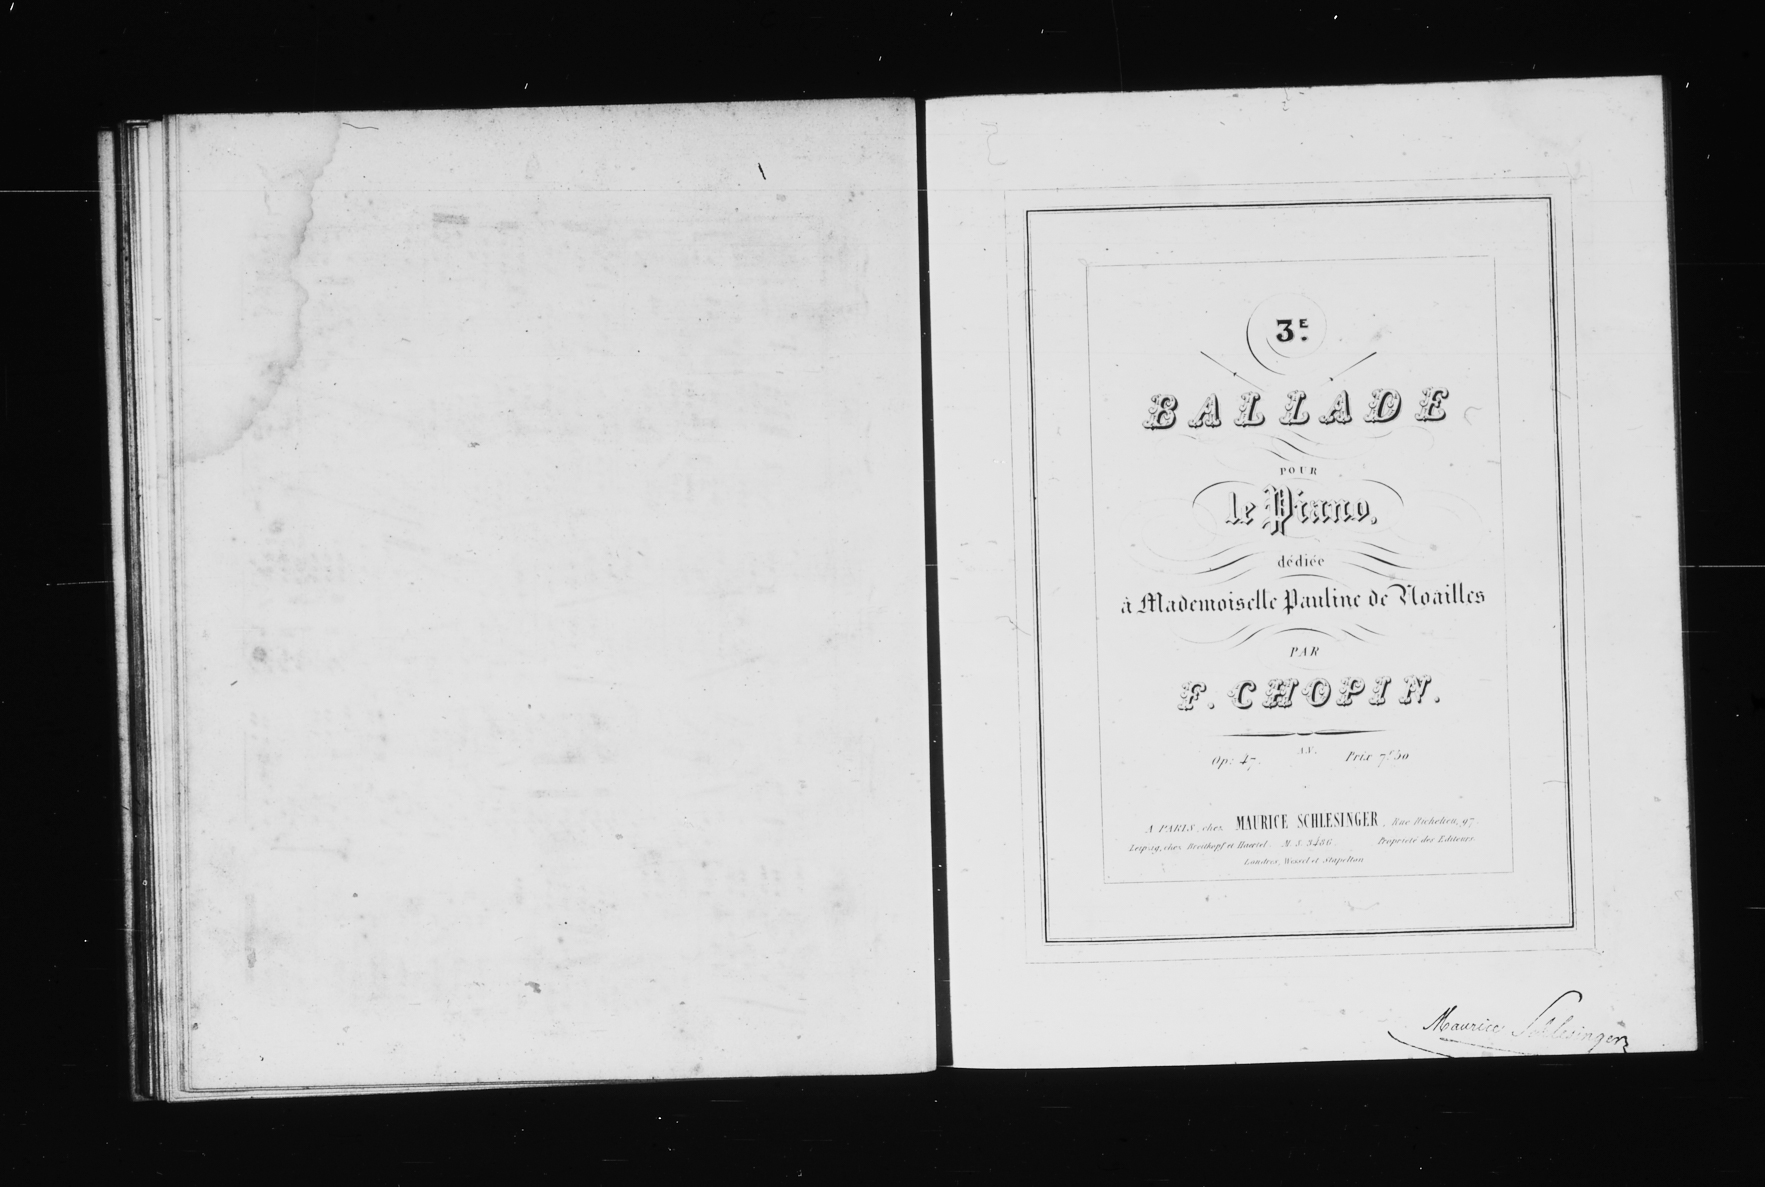 3E.
BALLADE
POUR
le Piano,
dédiée
à Mademoiselle Pauline de Noailles
PAR
F. CHOPIN.
A.V.
Op: 47. Prix 7f 50
A PARIS, chez MAURICE SCHLESINGER, Rue Richelieu, 97
Leipzig, chez Breitkopf et Haertel. M. S. 3486. Propriété des Editeurs.
Londres, Wessel et Stapelton
Maurice Schlesinger